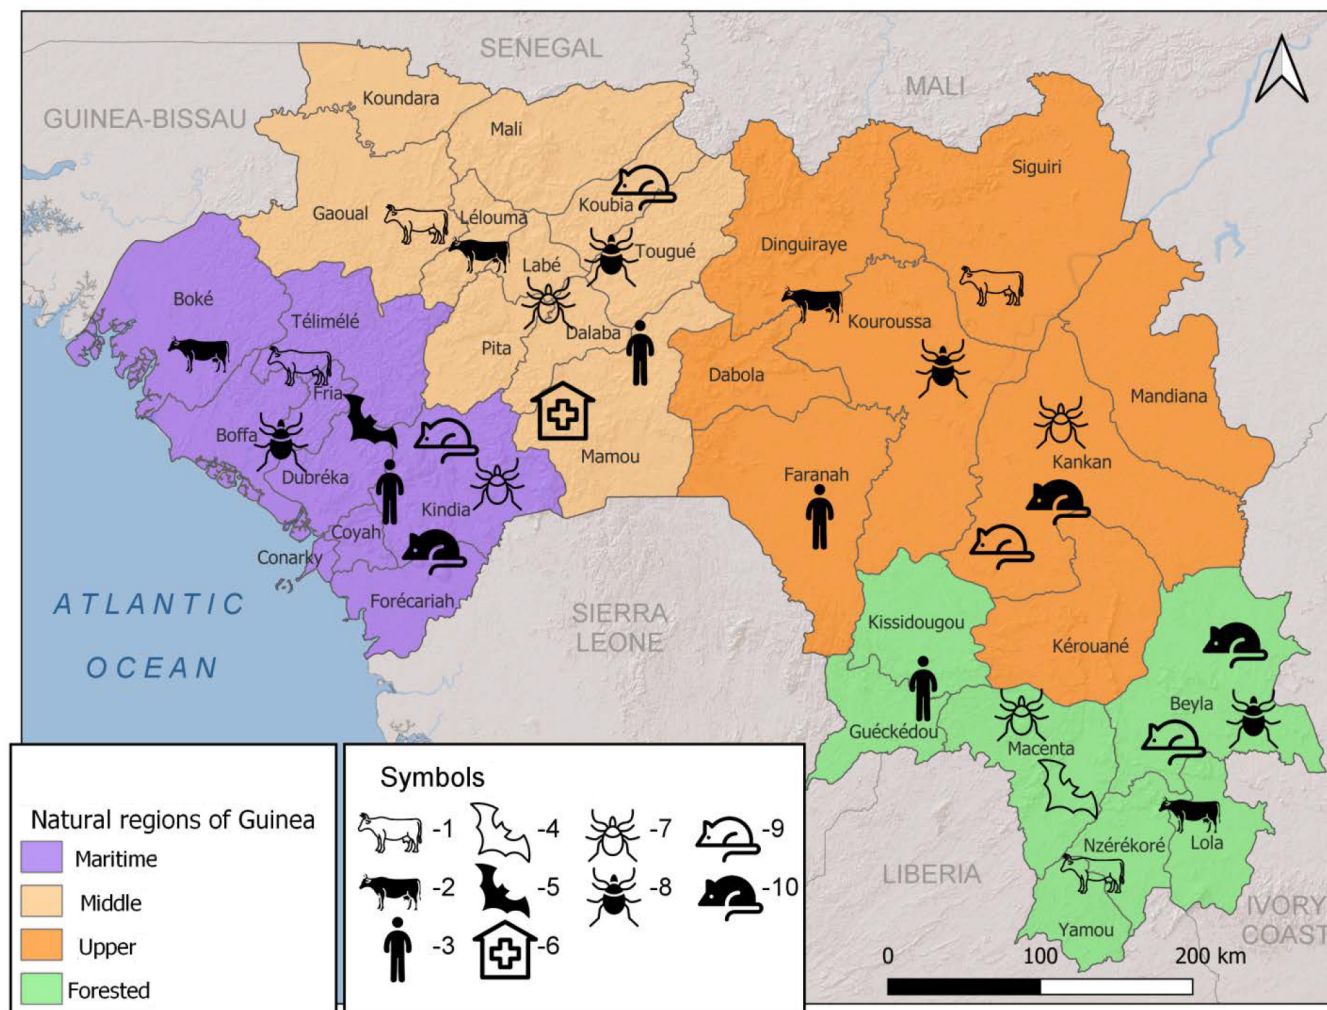 SENEGAL
MALI
GUINEA-BISSAU
Koundara
Mali
Siguiri
Koubia
Gaoual
Lélouma
Dinguiraye
Tougué
Labé
Boké
Télimélé
Kouroussa
Dalaba
Pita
Dabola
Mandiana
Fria
Boffa
Mamou
Kankan
Dubréka
Faranah
Kindia
Coyah
Conarky
Forécariah
ATLANTIC
OCEAN
SIERRA
LEONE
Kissidougou
Kérouané
Beyla
Guéckédou
Macenta
Nzérékoré
Lola
LIBERIA
IVORY
COAST
Yamou
0 100 200 km
Natural regions of Guinea
Maritime
Middle
Upper
Forested
Symbols
-1 -4 -7 -9
-2 -5 -8 -10
-3 -6